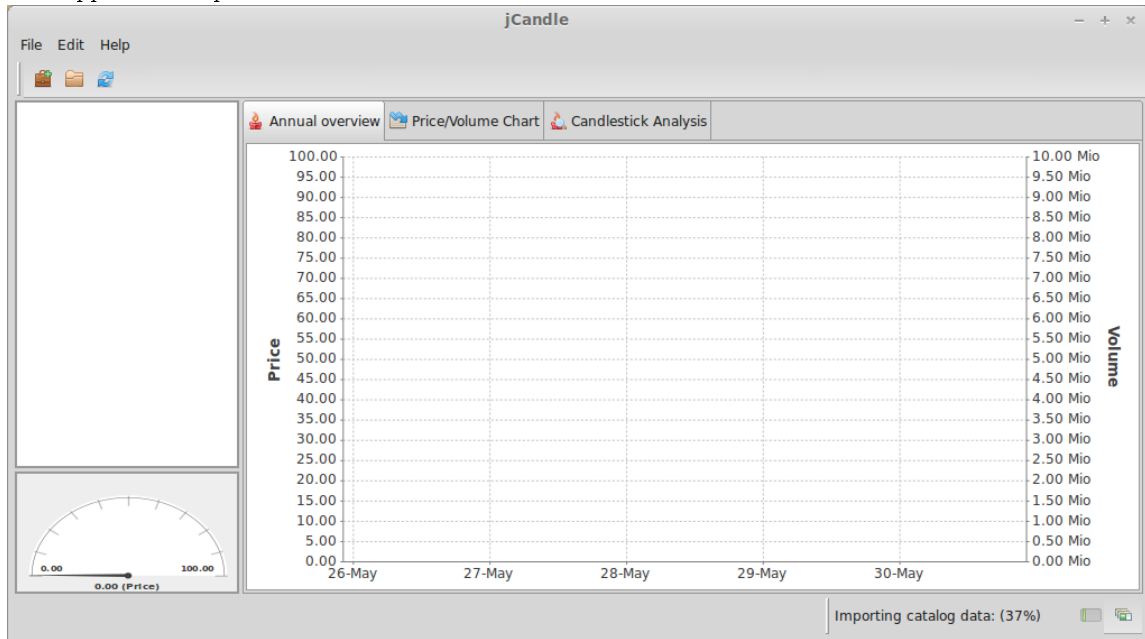 jCandle
File Edit Help
Annual overview Price/Volume Chart Candlestick Analysis
100.00 10.00 Mio
95.00 9.50 Mio
90.00 9.00 Mio
85.00 8.50 Mio
80.00 8.00 Mio
75.00 7.50 Mio
70.00 7.00 Mio
65.00 6.50 Mio
60.00 6.00 Mio
55.00 5.50 Mio
50.00 5.00 Mio
45.00 4.50 Mio
40.00 4.00 Mio
35.00 3.50 Mio
30.00 3.00 Mio
25.00 2.50 Mio
20.00 2.00 Mio
15.00 1.50 Mio
10.00 1.00 Mio
5.00 0.50 Mio
0.00 0.00 Mio
Price
Volume
26-May 27-May 28-May 29-May 30-May
0.00 100.00
0.00 (Price)
Importing catalog data: (37%)